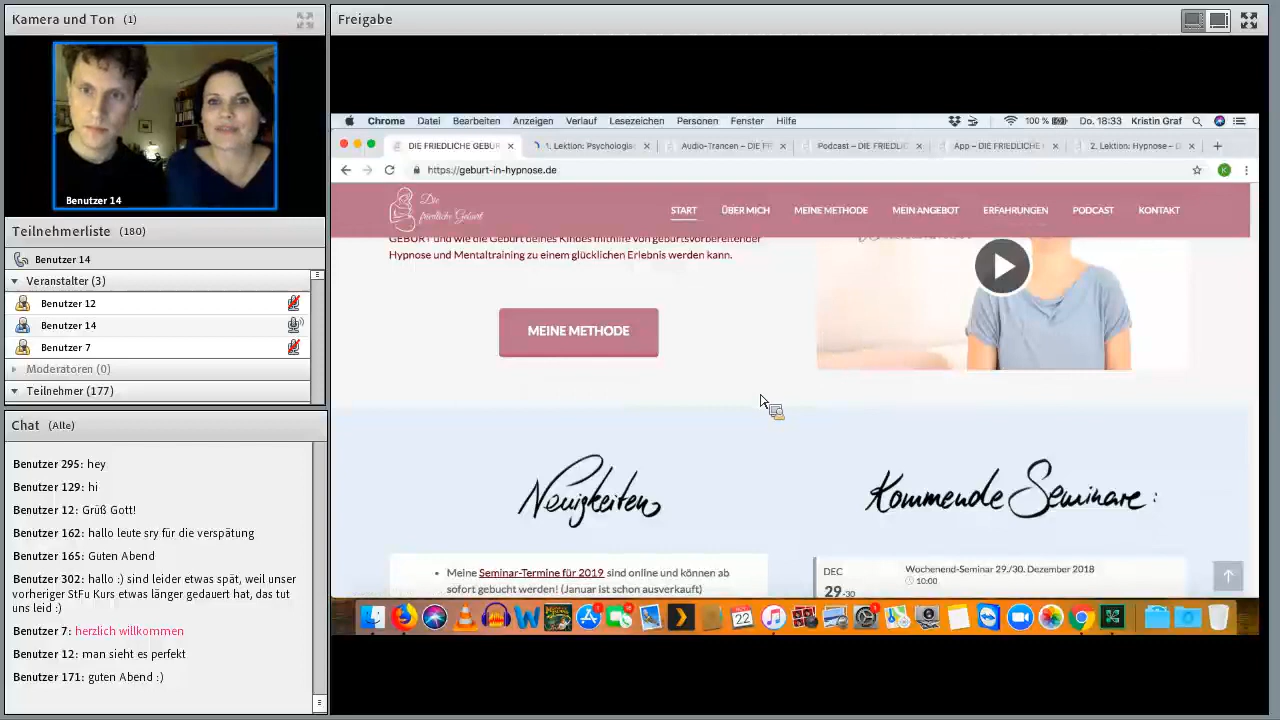 Kamera und Ton (1)
Benutzer 14
Teilnehmerliste (180)
Benutzer 14
Veranstalter (3)
Benutzer 12
Benutzer 14
Benutzer 7
Moderatoren (0)
Teilnehmer (177)
Chat (Alle)
Benutzer 295: hey
Benutzer 129: hi
Benutzer 12: Grüß Gott!
Benutzer 162: hallo leute sry für die verspätung
Benutzer 165: Guten Abend
Benutzer 302: hallo :) sind leider etwas spät, weil unser
vorheriger StFu Kurs etwas länger gedauert hat, das tut
uns leid :)
Benutzer 7: herzlich willkommen
Benutzer 12: man sieht es perfekt
Benutzer 171: guten Abend :)
Freigabe
Chrome Datei Bearbeiten Anzeigen Verlauf Lesezeichen Personen Fenster Hilfe 100 % Do. 18:33 Kristin Graf
DIE FRIEDLICHE GEBUR 1. Lektion: Psychologis Audio-Trancen – DIE FR Podcast – DIE FRIEDLIC App – DIE FRIEDLICHE 2. Lektion: Hypnose – D
https://geburt-in-hypnose.de K
Die
friedliche Geburt
START ÜBER MICH MEINE METHODE MEIN ANGEBOT ERFAHRUNGEN PODCAST KONTAKT
GEBURT und wie die Geburt deines Kindes mithilfe von geburtsvorbereitender
Hypnose und Mentaltraining zu einem glücklichen Erlebnis werden kann.
MEINE METHODE
Neuigkeiten
Kommende Seminare:
Meine Seminar-Termine für 2019 sind online und können ab
sofort gebucht werden! (Januar ist schon ausverkauft)
DEC
29-30
Wochenend-Seminar 29./30. Dezember 2018
10:00
22